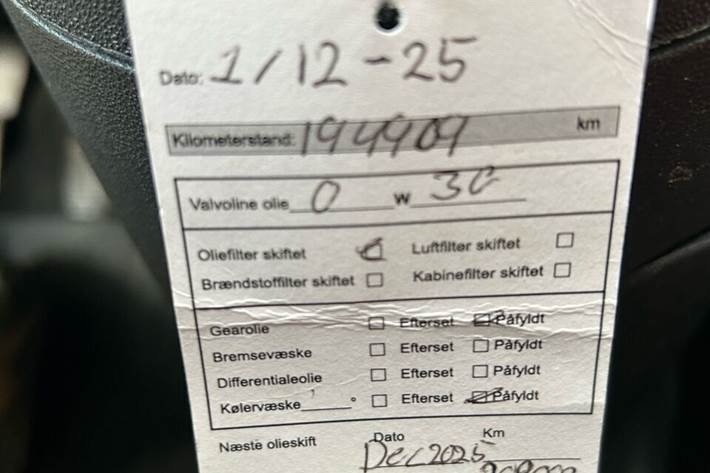 Dato: 1/12-25
Kilometerstand: 194909 km
Valvoline olie 0 W 30
Oliefilter skiftet Luftfilter skiftet
Brændstoffilter skiftet Kabinefilter skiftet
Gearolie Efterset Påfyldt
Bremsevæske Efterset Påfyldt
Differentialeolie Efterset Påfyldt
Kølervæske ° Efterset Påfyldt
Næste olieskift Dato Km
Dec 2025